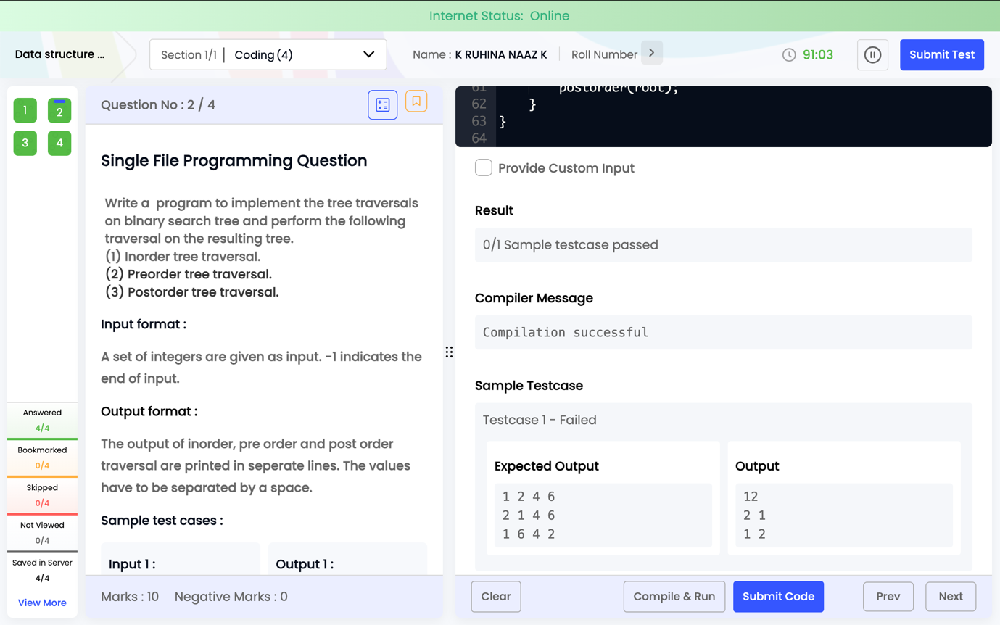 Internet Status: Online
Data structure ...
Section 1/1 | Coding (4)
Name : K RUHINA NAAZ K
Roll Number
91:03
Submit Test
1
2
3
4
Answered
4/4
Bookmarked
0/4
Skipped
0/4
Not Viewed
0/4
Saved in Server
4/4
View More
Question No : 2 / 4
Single File Programming Question
Write a program to implement the tree traversals
on binary search tree and perform the following
traversal on the resulting tree.
(1) Inorder tree traversal.
(2) Preorder tree traversal.
(3) Postorder tree traversal.
Input format :
A set of integers are given as input. -1 indicates the
end of input.
Output format :
The output of inorder, pre order and post order
traversal are printed in seperate lines. The values
have to be separated by a space.
Sample test cases :
Input 1 :
Output 1 :
Marks : 10
Negative Marks : 0
61 postorder(root);
62 }
63 }
64
Provide Custom Input
Result
0/1 Sample testcase passed
Compiler Message
Compilation successful
Sample Testcase
Testcase 1 - Failed
Expected Output
1 2 4 6
2 1 4 6
1 6 4 2
Output
12
2 1
1 2
Clear
Compile & Run
Submit Code
Prev
Next